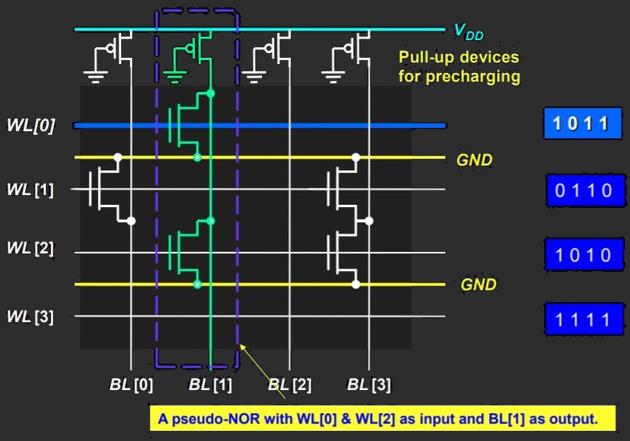 V_DD
Pull-up devices
for precharging
WL[0]
1 0 1 1
GND
WL[1]
0 1 1 0
WL[2]
1 0 1 0
GND
WL[3]
1 1 1 1
BL[0] BL[1] BL[2] BL[3]
A pseudo-NOR with WL[0] & WL[2] as input and BL[1] as output.